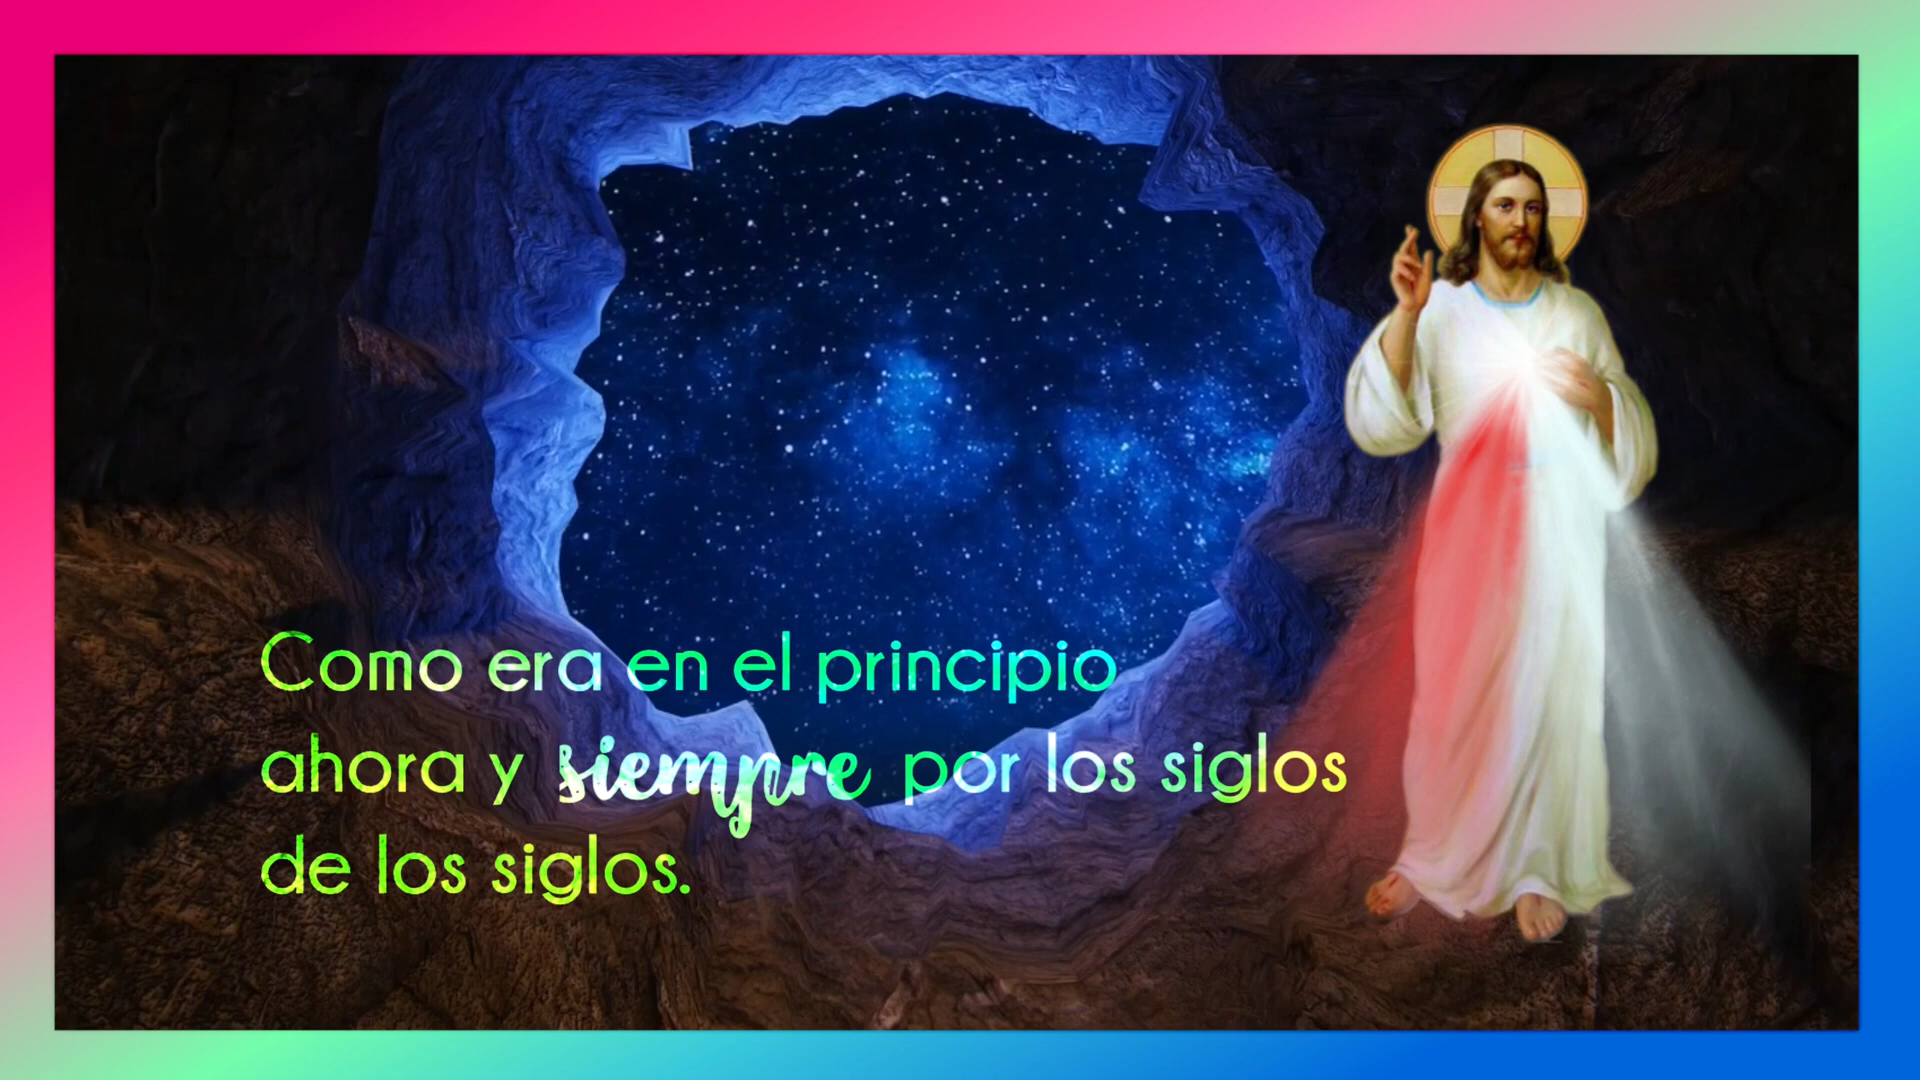 Como era en el principio
ahora y siempre por los siglos
de los siglos.